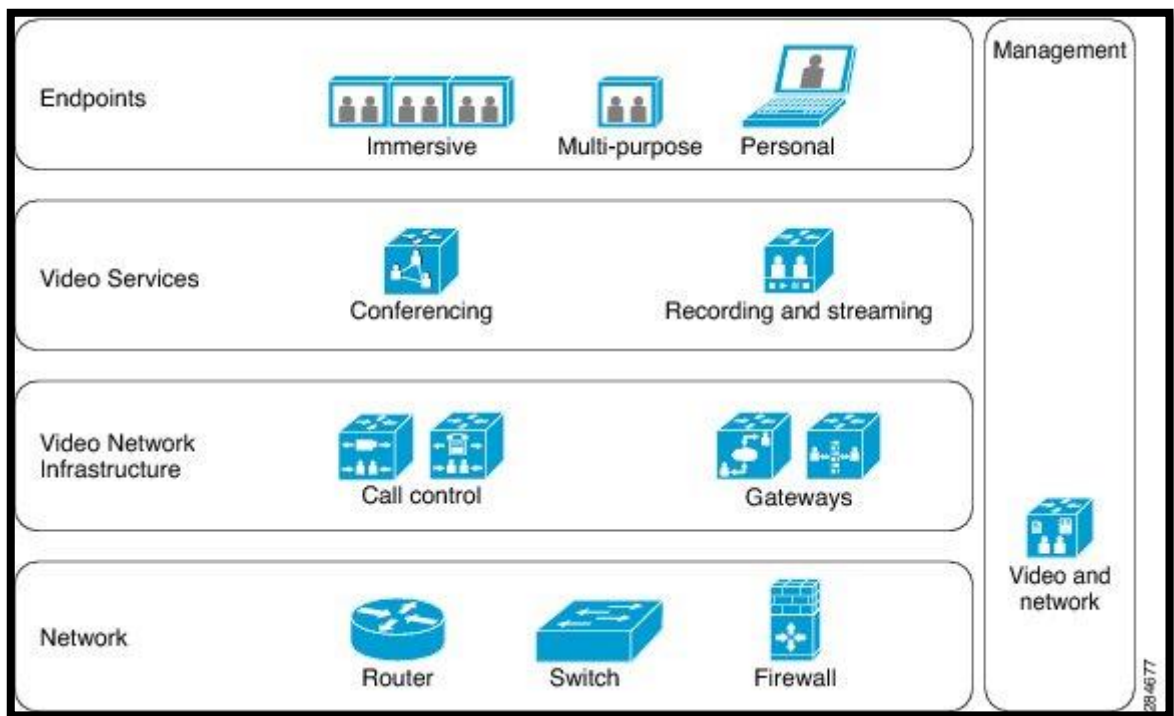 Management
Endpoints
Immersive
Multi-purpose
Personal
Video Services
Conferencing
Recording and streaming
Video Network
Infrastructure
Call control
Gateways
Video and
network
Network
Router
Switch
Firewall
284677